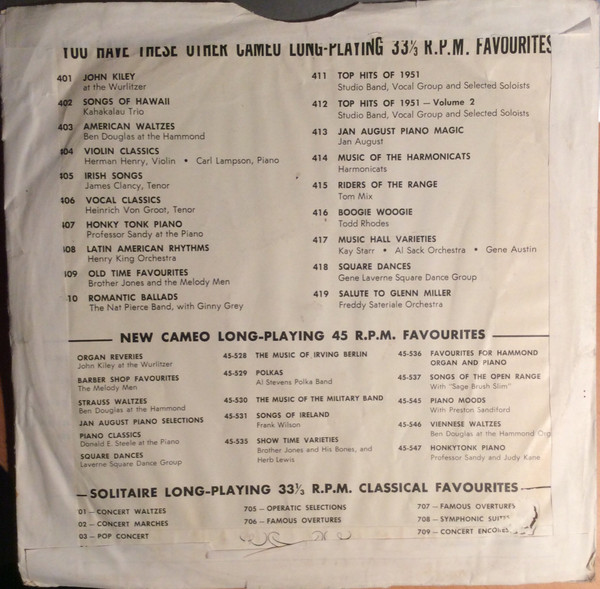 YOU HAVE THESE OTHER CAMEO LONG-PLAYING 33⅓ R.P.M. FAVOURITES
401 JOHN KILEY
at the Wurlitzer
402 SONGS OF HAWAII
Kahakalau Trio
403 AMERICAN WALTZES
Ben Douglas at the Hammond
404 VIOLIN CLASSICS
Herman Henry, Violin • Carl Lampson, Piano
405 IRISH SONGS
James Clancy, Tenor
406 VOCAL CLASSICS
Heinrich Von Groot, Tenor
407 HONKY TONK PIANO
Professor Sandy at the Piano
408 LATIN AMERICAN RHYTHMS
Henry King Orchestra
409 OLD TIME FAVOURITES
Brother Jones and the Melody Men
10 ROMANTIC BALLADS
The Nat Pierce Band, with Ginny Grey
411 TOP HITS OF 1951
Studio Band, Vocal Group and Selected Soloists
412 TOP HITS OF 1951 — Volume 2
Studio Band, Vocal Group and Selected Soloists
413 JAN AUGUST PIANO MAGIC
Jan August
414 MUSIC OF THE HARMONICATS
Harmonicats
415 RIDERS OF THE RANGE
Tom Mix
416 BOOGIE WOOGIE
Todd Rhodes
417 MUSIC HALL VARIETIES
Kay Starr • Al Sack Orchestra • Gene Austin
418 SQUARE DANCES
Gene Laverne Square Dance Group
419 SALUTE TO GLENN MILLER
Freddy Sateriale Orchestra
NEW CAMEO LONG-PLAYING 45 R.P.M. FAVOURITES
ORGAN REVERIES
John Kiley at the Wurlitzer
BARBER SHOP FAVOURITES
The Melody Men
STRAUSS WALTZES
Ben Douglas at the Hammond
JAN AUGUST PIANO SELECTIONS
PIANO CLASSICS
Donald E. Steele at the Piano
SQUARE DANCES
Laverne Square Dance Group
45-528 THE MUSIC OF IRVING BERLIN
45-529 POLKAS
Al Stevens Polka Band
45-530 THE MUSIC OF THE MILITARY BAND
45-531 SONGS OF IRELAND
Frank Wilson
45-535 SHOW TIME VARIETIES
Brother Jones and His Bones, and
Herb Lewis
45-536 FAVOURITES FOR HAMMOND
ORGAN AND PIANO
45-537 SONGS OF THE OPEN RANGE
With "Sage Brush Slim"
45-545 PIANO MOODS
With Preston Sandiford
45-546 VIENNESE WALTZES
Ben Douglas at the Hammond Org
45-547 HONKYTONK PIANO
Professor Sandy and Judy Kane
SOLITAIRE LONG-PLAYING 33⅓ R.P.M. CLASSICAL FAVOURITES
01 — CONCERT WALTZES
02 — CONCERT MARCHES
03 — POP CONCERT
705 — OPERATIC SELECTIONS
706 — FAMOUS OVERTURES
707 — FAMOUS OVERTURES
708 — SYMPHONIC
709 — CONCERT ENCORES